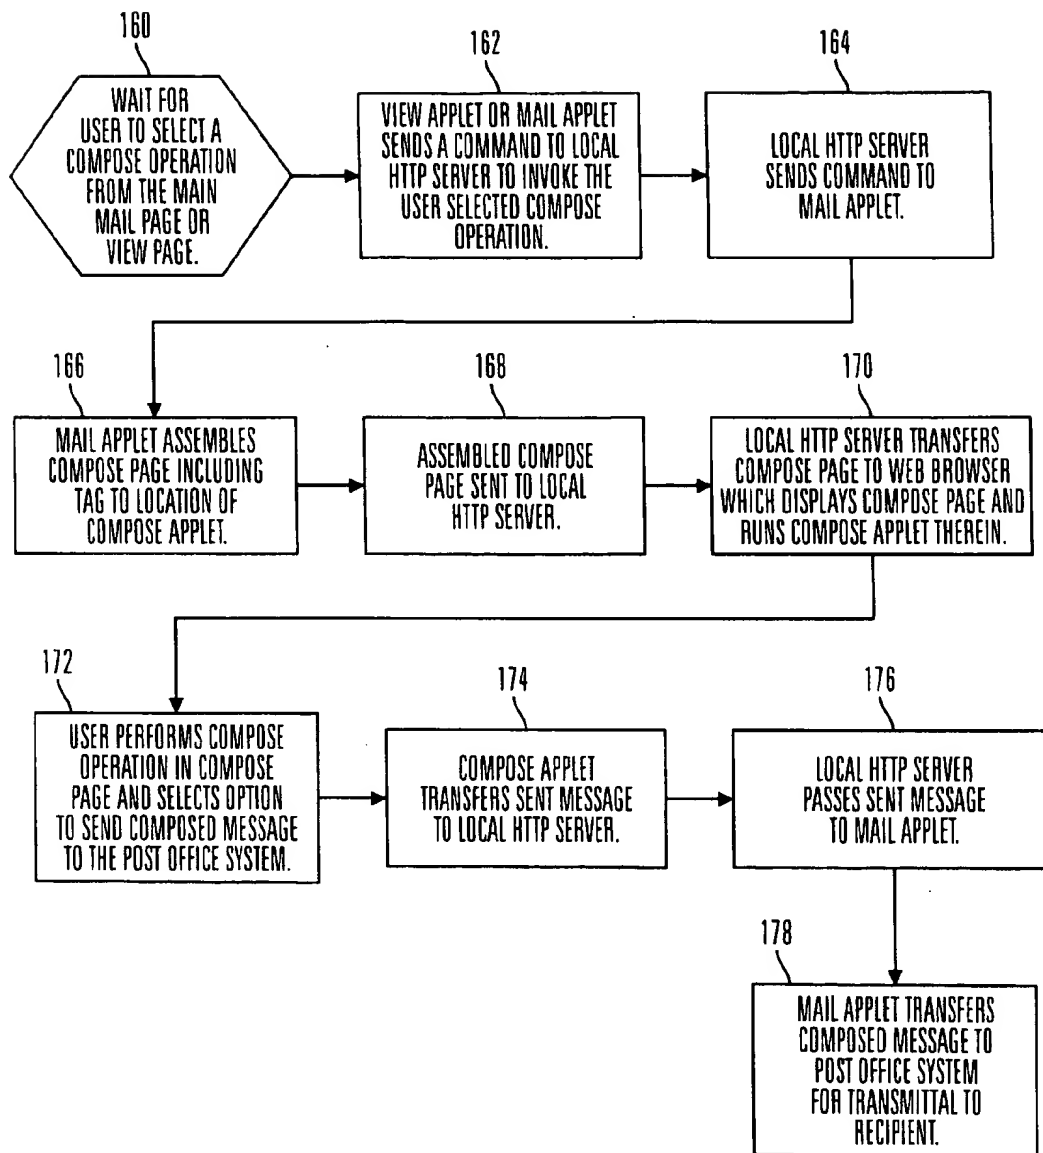 160
WAIT FOR
USER TO SELECT A
COMPOSE OPERATION
FROM THE MAIN
MAIL PAGE OR
VIEW PAGE.
162
VIEW APPLET OR MAIL APPLET
SENDS A COMMAND TO LOCAL
HTTP SERVER TO INVOKE THE
USER SELECTED COMPOSE
OPERATION.
164
LOCAL HTTP SERVER
SENDS COMMAND TO
MAIL APPLET.
166
MAIL APPLET ASSEMBLES
COMPOSE PAGE INCLUDING
TAG TO LOCATION OF
COMPOSE APPLET.
168
ASSEMBLED COMPOSE
PAGE SENT TO LOCAL
HTTP SERVER.
170
LOCAL HTTP SERVER TRANSFERS
COMPOSE PAGE TO WEB BROWSER
WHICH DISPLAYS COMPOSE PAGE AND
RUNS COMPOSE APPLET THEREIN.
172
USER PERFORMS COMPOSE
OPERATION IN COMPOSE
PAGE AND SELECTS OPTION
TO SEND COMPOSED MESSAGE
TO THE POST OFFICE SYSTEM.
174
COMPOSE APPLET
TRANSFERS SENT MESSAGE
TO LOCAL HTTP SERVER.
176
LOCAL HTTP SERVER
PASSES SENT MESSAGE
TO MAIL APPLET.
178
MAIL APPLET TRANSFERS
COMPOSED MESSAGE TO
POST OFFICE SYSTEM
FOR TRANSMITTAL TO
RECIPIENT.